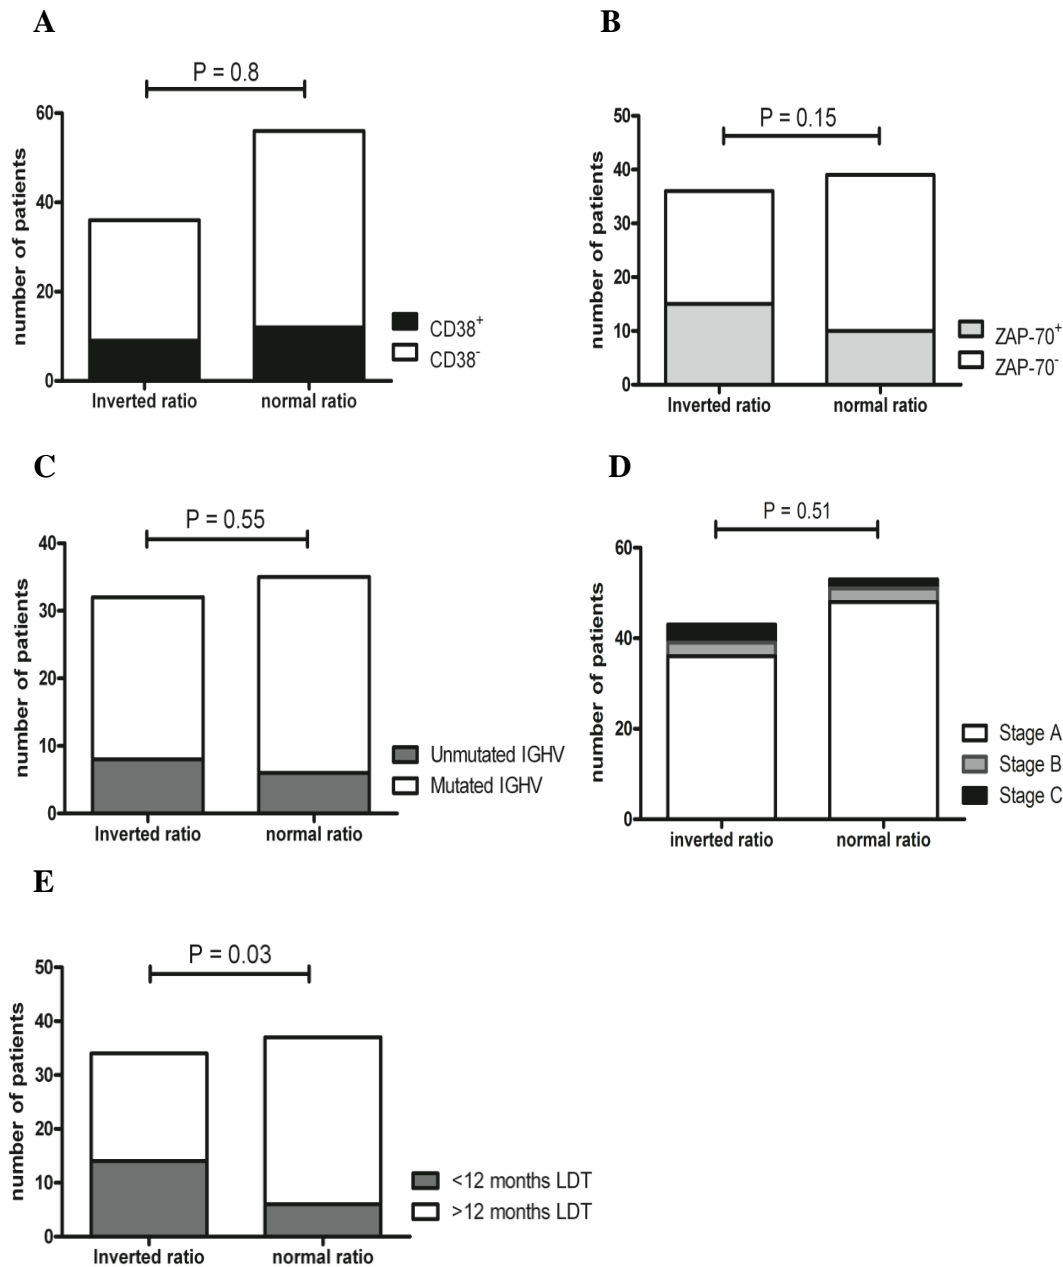 A
P = 0.8
number of patients
60
40
20
0
Inverted ratio
normal ratio
CD38+
CD38-
B
P = 0.15
number of patients
50
40
30
20
10
0
Inverted ratio
normal ratio
ZAP-70+
ZAP-70-
C
P = 0.55
number of patients
40
30
20
10
0
Inverted ratio
normal ratio
Unmutated IGHV
Mutated IGHV
D
P = 0.51
number of patients
60
40
20
0
inverted ratio
normal ratio
Stage A
Stage B
Stage C
E
P = 0.03
number of patients
50
40
30
20
10
0
Inverted ratio
normal ratio
<12 months LDT
>12 months LDT